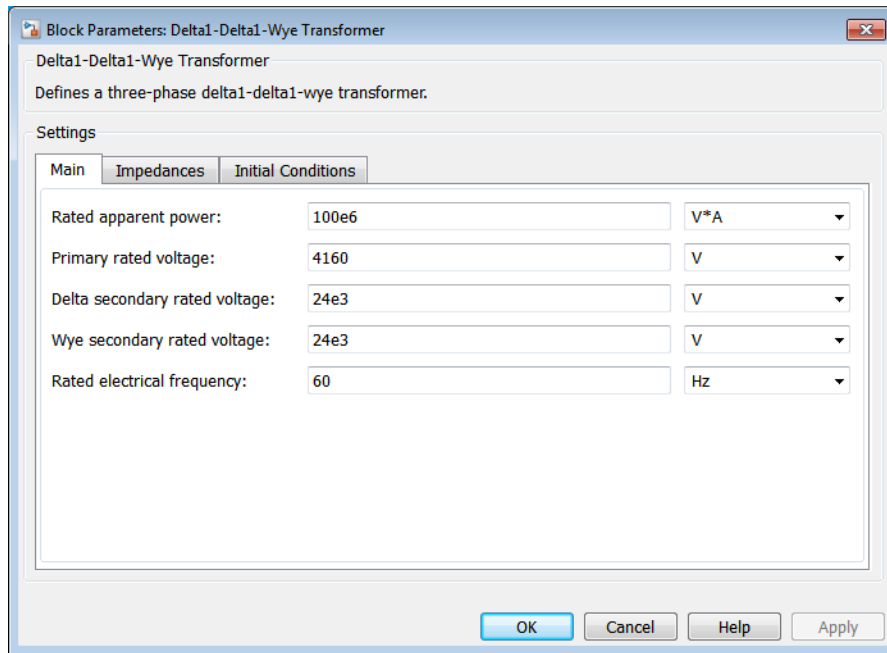 Block Parameters: Delta1-Delta1-Wye Transformer
Delta1-Delta1-Wye Transformer
Defines a three-phase delta1-delta1-wye transformer.
Settings
Main Impedances Initial Conditions
Rated apparent power: 100e6 V*A
Primary rated voltage: 4160 V
Delta secondary rated voltage: 24e3 V
Wye secondary rated voltage: 24e3 V
Rated electrical frequency: 60 Hz
OK Cancel Help Apply